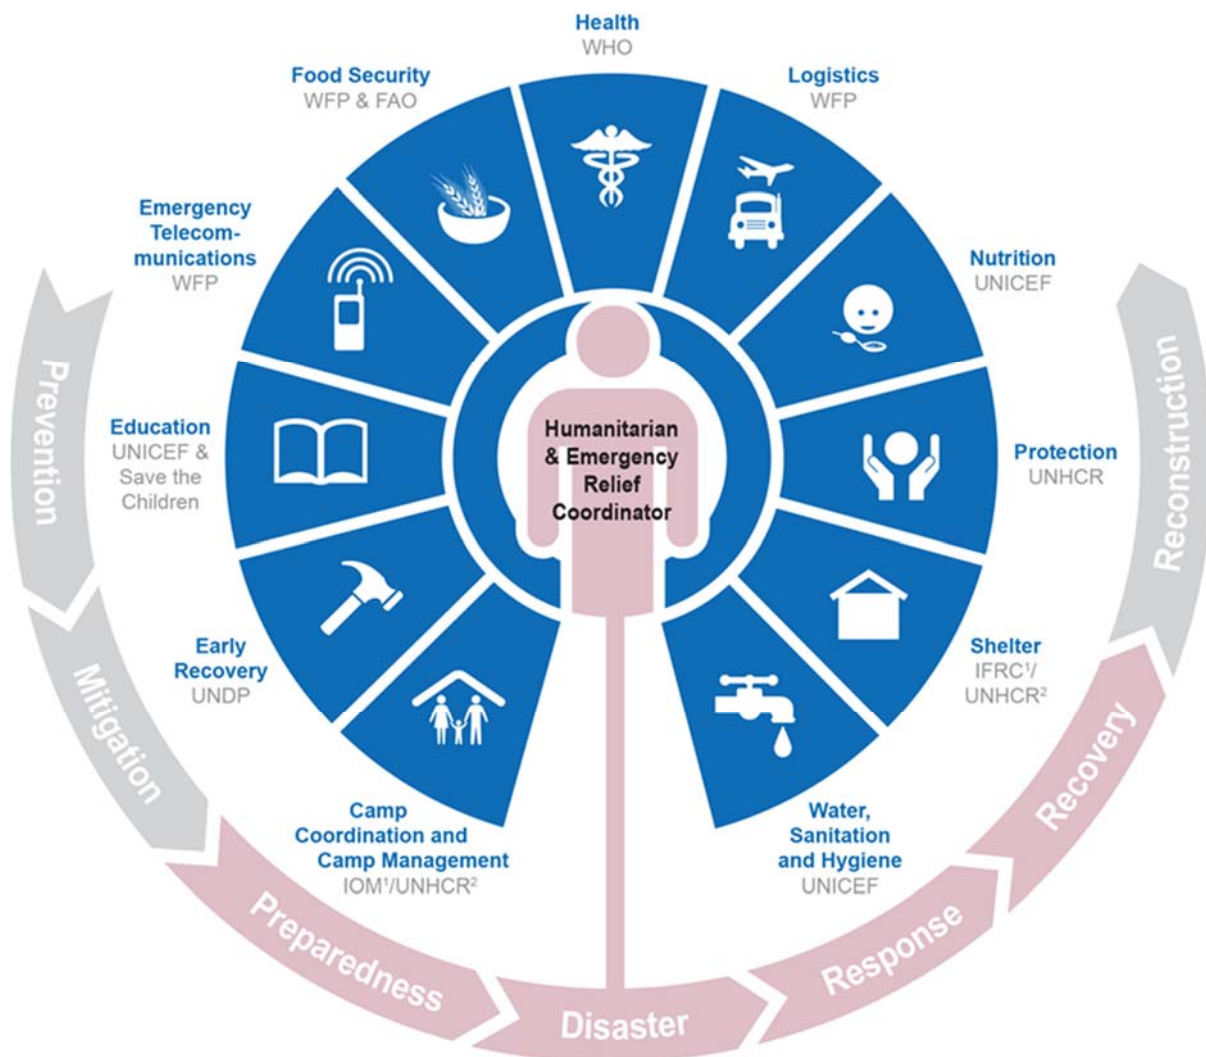 Health
WHO
Logistics
WFP
Food Security
WFP & FAO
Emergency
Telecom-
munications
WFP
Nutrition
UNICEF
Education
UNICEF &
Save the
Children
Humanitarian
& Emergency
Relief
Coordinator
Protection
UNHCR
Early
Recovery
UNDP
Shelter
IFRC¹/
UNHCR²
Camp
Coordination and
Camp Management
IOM¹/UNHCR²
Water,
Sanitation
and Hygiene
UNICEF
Prevention
Mitigation
Preparedness
Disaster
Response
Recovery
Reconstruction